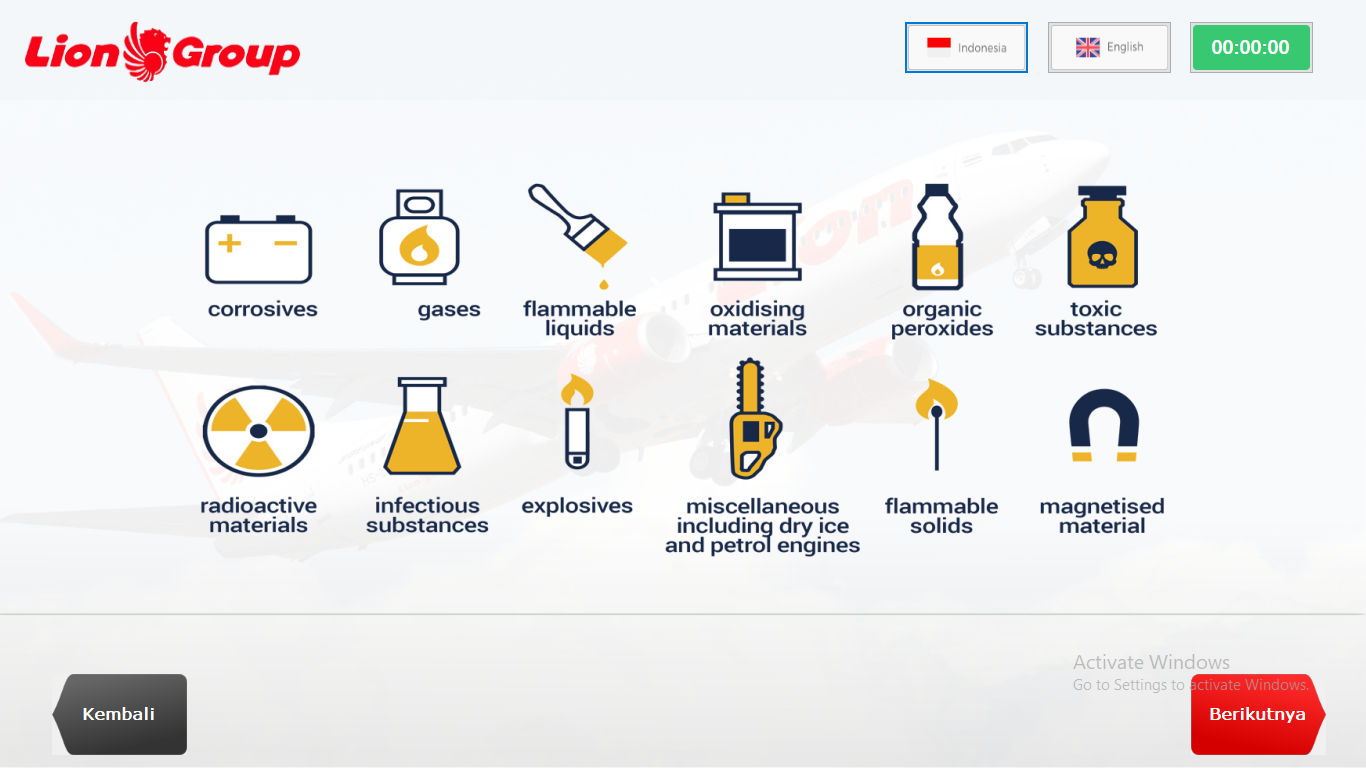 Lion Group
Indonesia
English
00:00:00
corrosives
gases
flammable
liquids
oxidising
materials
organic
peroxides
toxic
substances
radioactive
materials
infectious
substances
explosives
miscellaneous
including dry ice
and petrol engines
flammable
solids
magnetised
material
Activate Windows
Go to Settings to activate Windows.
Kembali
Berikutnya